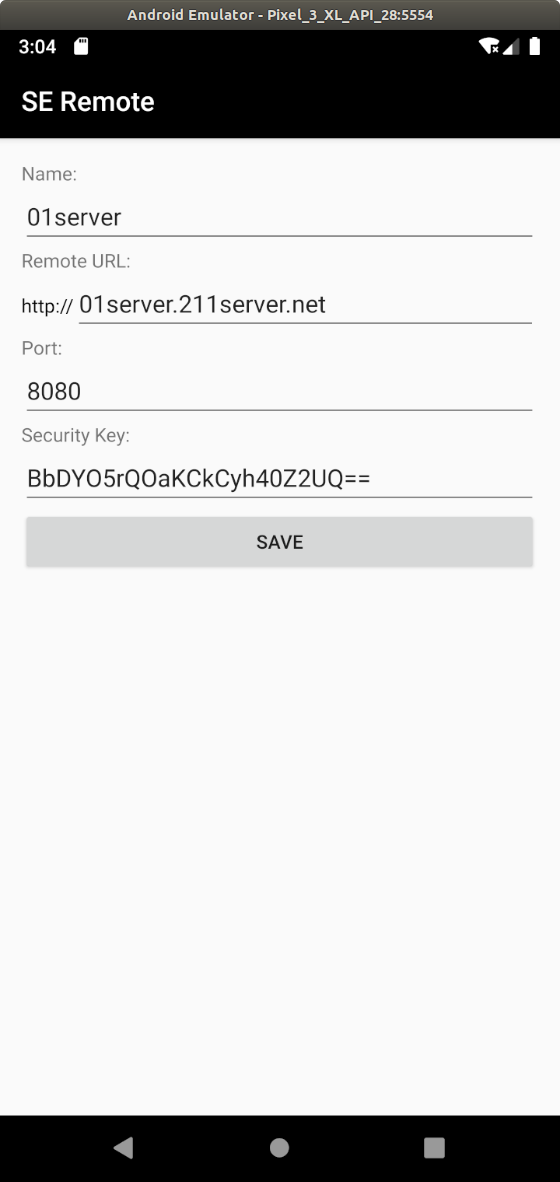 Android Emulator - Pixel_3_XL_API_28:5554
3:04
SE Remote
Name:
01server
Remote URL:
http:// 01server.211server.net
Port:
8080
Security Key:
BbDYO5rQOaKCkCyh40Z2UQ==
SAVE